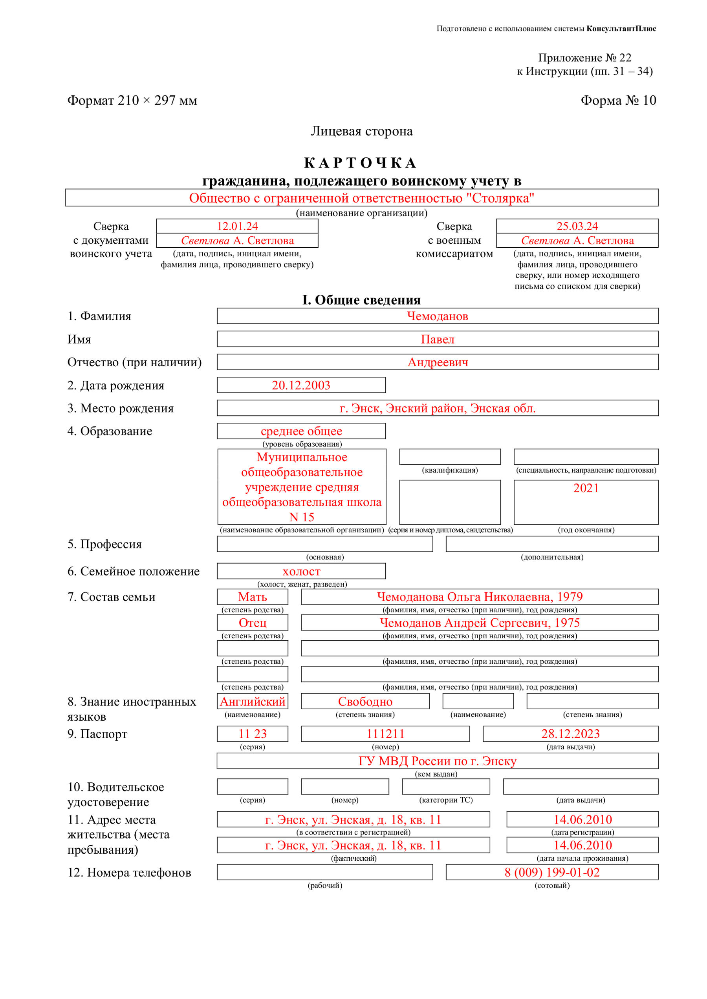 Подготовлено с использованием системы КонсультантПлюс
Приложение № 22
к Инструкции (пп. 31 – 34)
Формат 210 × 297 мм Форма № 10
Лицевая сторона
К А Р Т О Ч К А
гражданина, подлежащего воинскому учету в
Общество с ограниченной ответственностью "Столярка"
(наименование организации)
Сверка 12.01.24 Сверка 25.03.24
с документами Светлова А. Светлова с военным Светлова А. Светлова
воинского учета (дата, подпись, инициал имени, комиссариатом (дата, подпись, инициал имени,
фамилия лица, проводившего сверку) фамилия лица, проводившего
сверку, или номер исходящего
письма со списком для сверки)
I. Общие сведения
1. Фамилия Чемоданов
Имя Павел
Отчество (при наличии) Андреевич
2. Дата рождения 20.12.2003
3. Место рождения г. Энск, Энский район, Энская обл.
4. Образование среднее общее
(уровень образования)
Муниципальное
общеобразовательное (квалификация) (специальность, направление подготовки)
учреждение средняя 2021
общеобразовательная школа
N 15
(наименование образовательной организации) (серия и номер диплома, свидетельства) (год окончания)
5. Профессия
(основная) (дополнительная)
6. Семейное положение холост
(холост, женат, разведен)
7. Состав семьи Мать Чемоданова Ольга Николаевна, 1979
(степень родства) (фамилия, имя, отчество (при наличии), год рождения)
Отец Чемоданов Андрей Сергеевич, 1975
(степень родства) (фамилия, имя, отчество (при наличии), год рождения)
(степень родства) (фамилия, имя, отчество (при наличии), год рождения)
(степень родства) (фамилия, имя, отчество (при наличии), год рождения)
8. Знание иностранных Английский Свободно
языков (наименование) (степень знания) (наименование) (степень знания)
9. Паспорт 11 23 111211 28.12.2023
(серия) (номер) (дата выдачи)
ГУ МВД России по г. Энску
(кем выдан)
10. Водительское
удостоверение (серия) (номер) (категории ТС) (дата выдачи)
11. Адрес места г. Энск, ул. Энская, д. 18, кв. 11 14.06.2010
жительства (места (в соответствии с регистрацией) (дата регистрации)
пребывания) г. Энск, ул. Энская, д. 18, кв. 11 14.06.2010
(фактический) (дата начала проживания)
12. Номера телефонов 8 (009) 199-01-02
(рабочий) (сотовый)